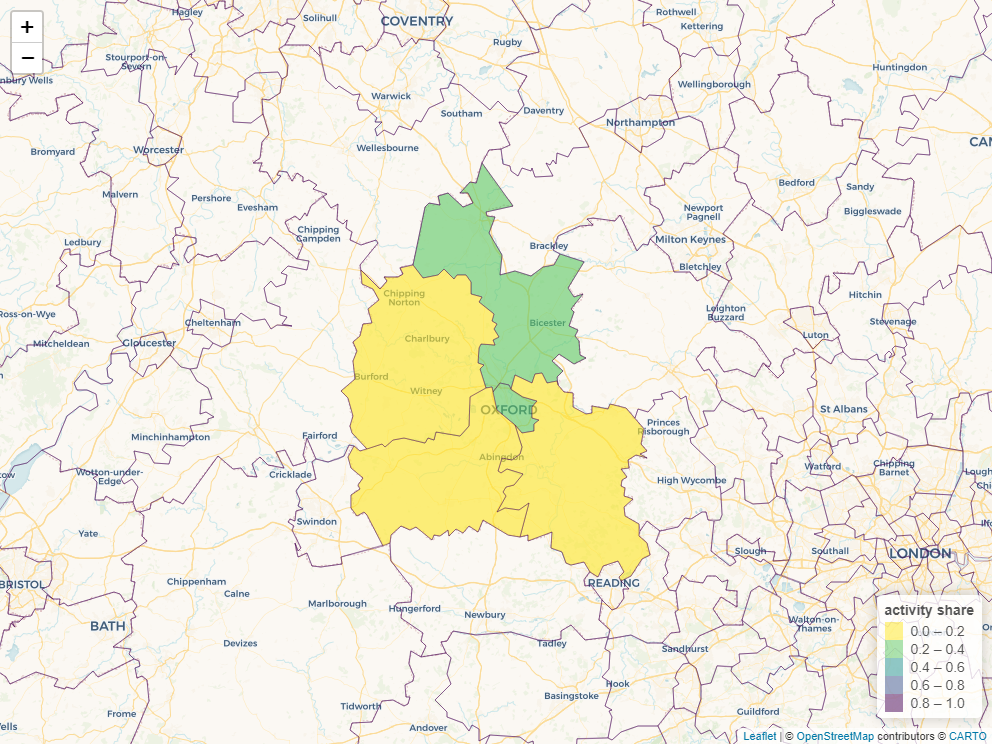 +
−
Hagley
Solihull
COVENTRY
Rothwell
Kettering
Rugby
Stourport-on-
Severn
nbury Wells
Huntingdon
Wellingborough
Warwick
Southam
Daventry
Northampton
CAM
Bromyard
Worcester
Wellesbourne
Malvern
Pershore
Evesham
Bedford
Sandy
Biggleswade
Newport
Pagnell
Chipping
Campden
Ledbury
Brackley
Milton Keynes
Bletchley
Chipping
Norton
Hitchin
Ross-on-Wye
Cheltenham
Bicester
Leighton
Buzzard
Stevenage
Mitcheldean
Gloucester
Charlbury
Luton
Burford
Witney
OXFORD
St Albans
Princes
Risborough
Minchinhampton
Fairford
Abingdon
Watford
Chipping
Barnet
Lough
Chi
ow
Wotton-under-
Edge
Cricklade
High Wycombe
Swindon
Ilf
Yate
Slough
Southall
LONDON
BRISTOL
Chippenham
Calne
READING
Marlborough
Hungerford
Newbury
BATH
Walton-on-
Thames
Devizes
Tadley
Sandhurst
Hook
Basingstoke
Tidworth
Frome
Andover
Guildford
ells
activity share
0.0 – 0.2
0.2 – 0.4
0.4 – 0.6
0.6 – 0.8
0.8 – 1.0
Leaflet | © OpenStreetMap contributors © CARTO